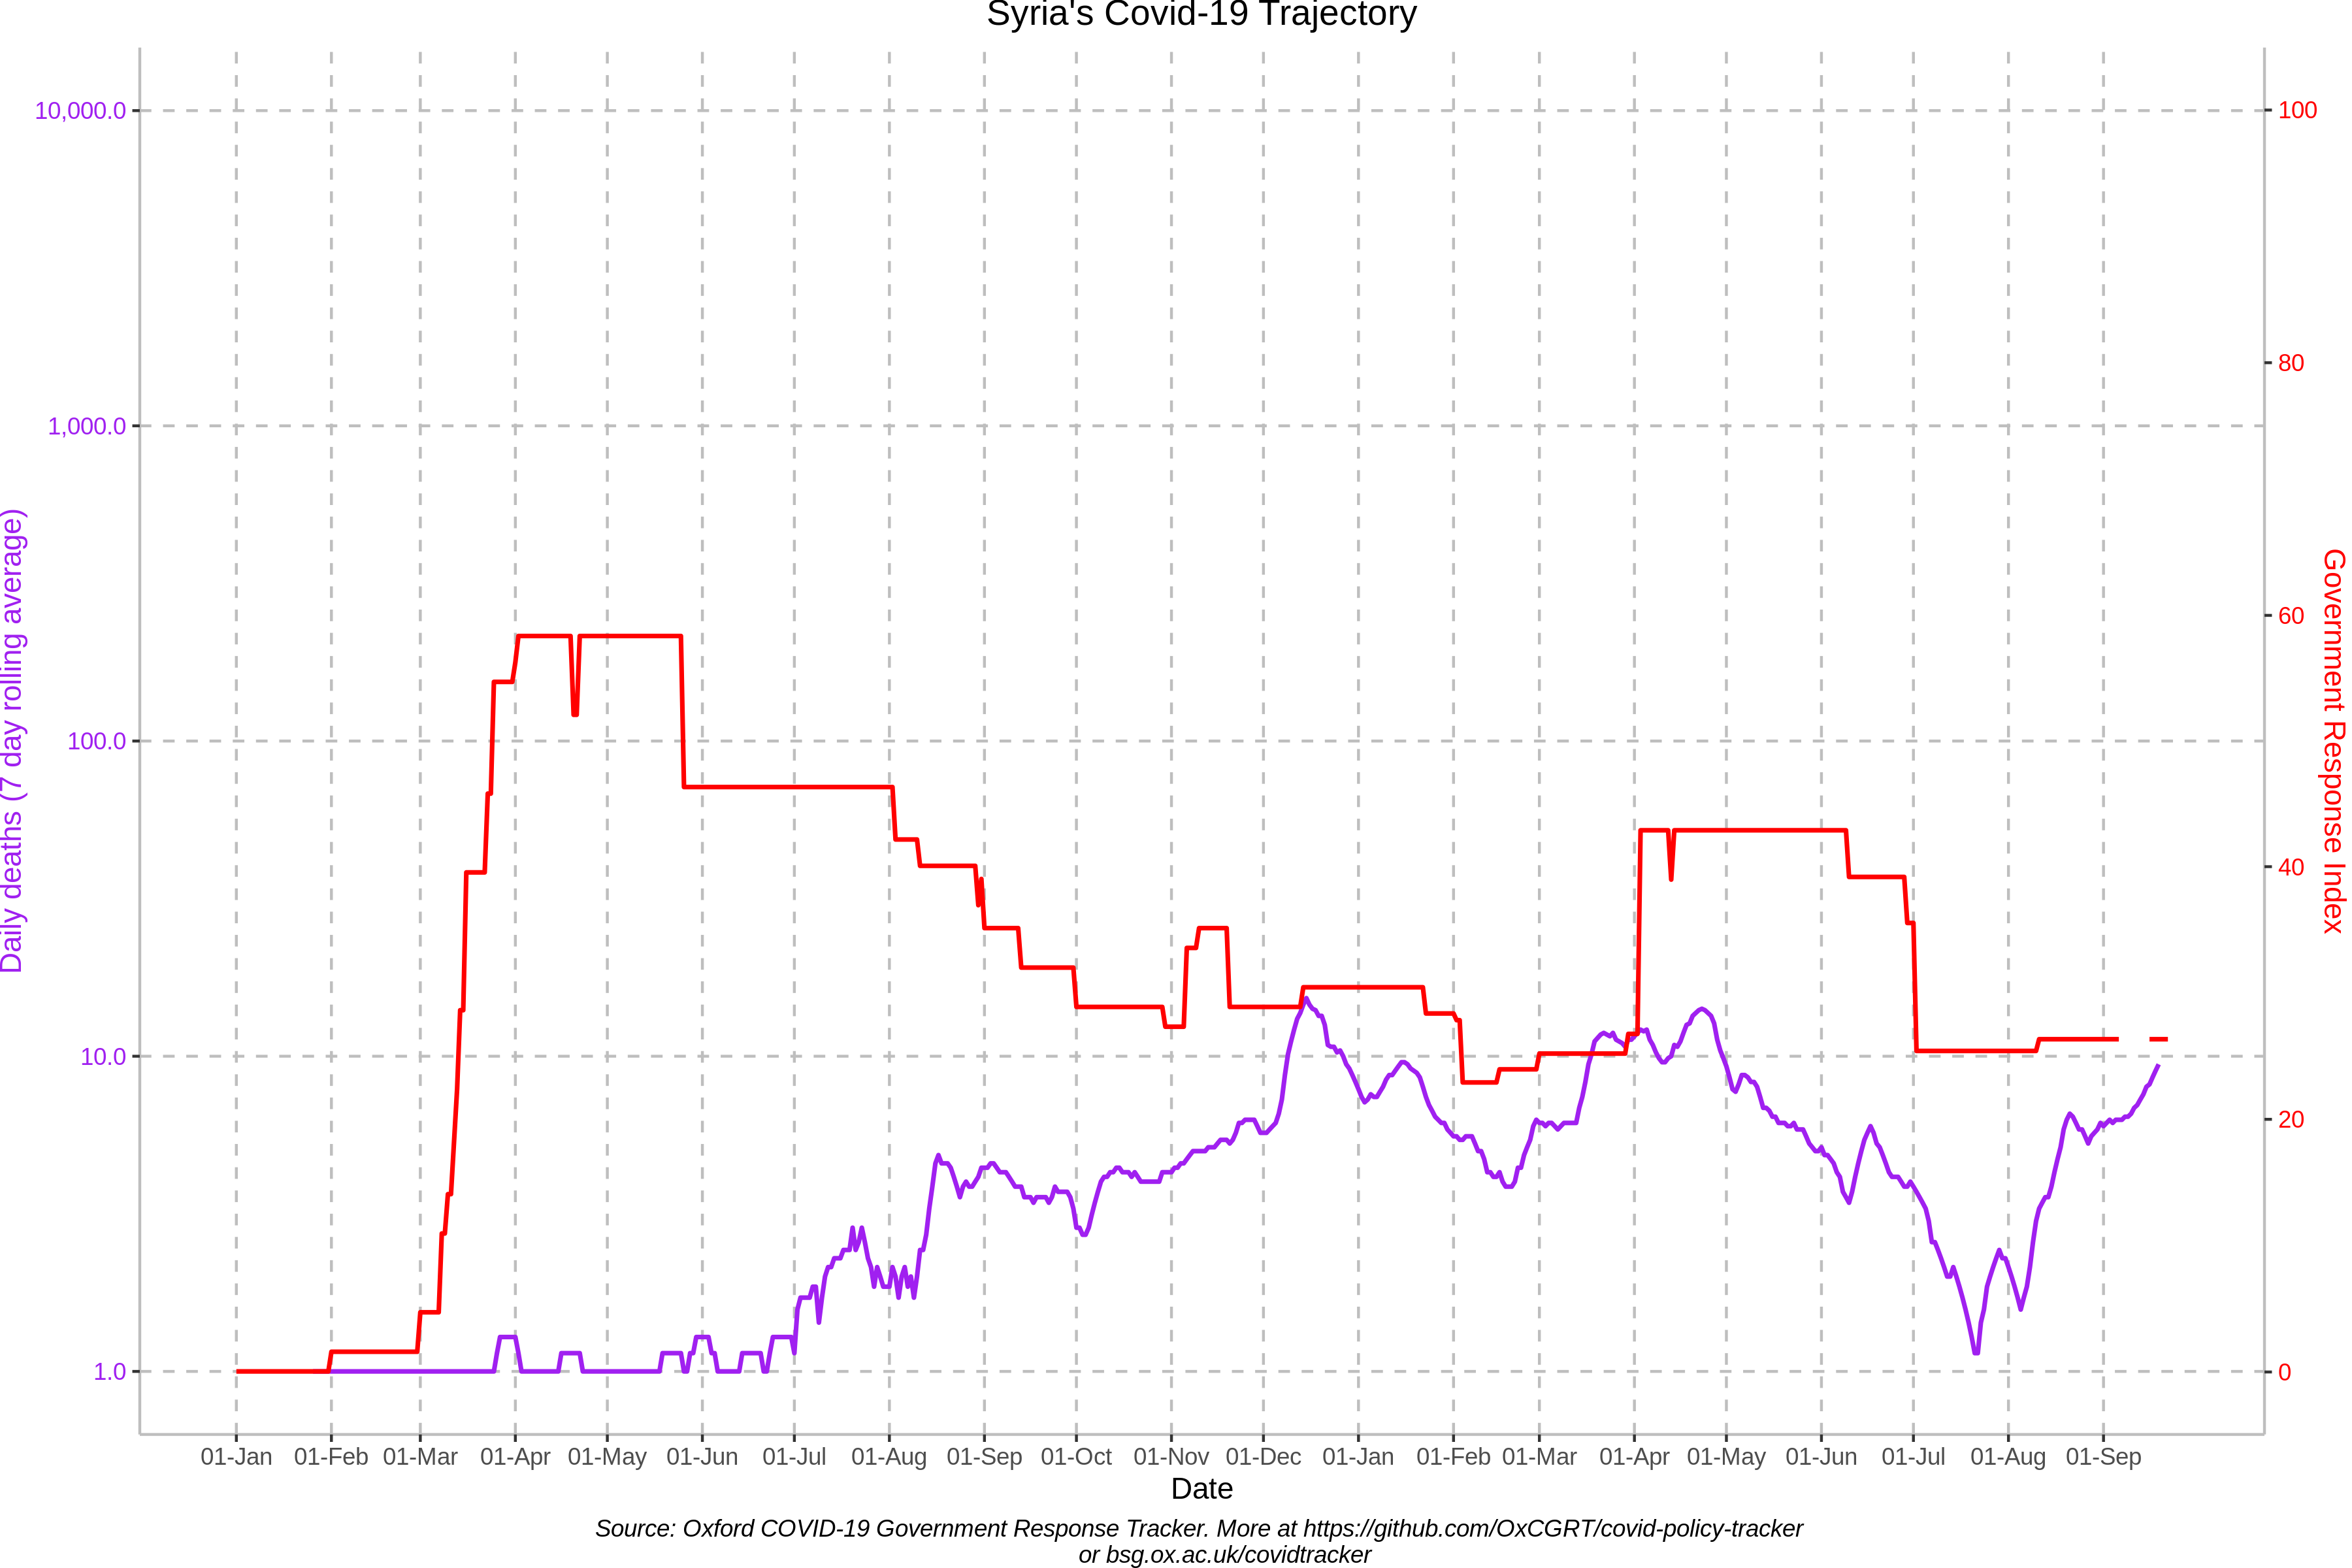 Syria's Covid-19 Trajectory
10,000.0
1,000.0
100.0
10.0
1.0
Daily deaths (7 day rolling average)
100
80
60
40
20
0
Government Response Index
01-Jan 01-Feb 01-Mar 01-Apr 01-May 01-Jun 01-Jul 01-Aug 01-Sep 01-Oct 01-Nov 01-Dec 01-Jan 01-Feb 01-Mar 01-Apr 01-May 01-Jun 01-Jul 01-Aug 01-Sep
Date
Source: Oxford COVID-19 Government Response Tracker. More at https://github.com/OxCGRT/covid-policy-tracker
or bsg.ox.ac.uk/covidtracker